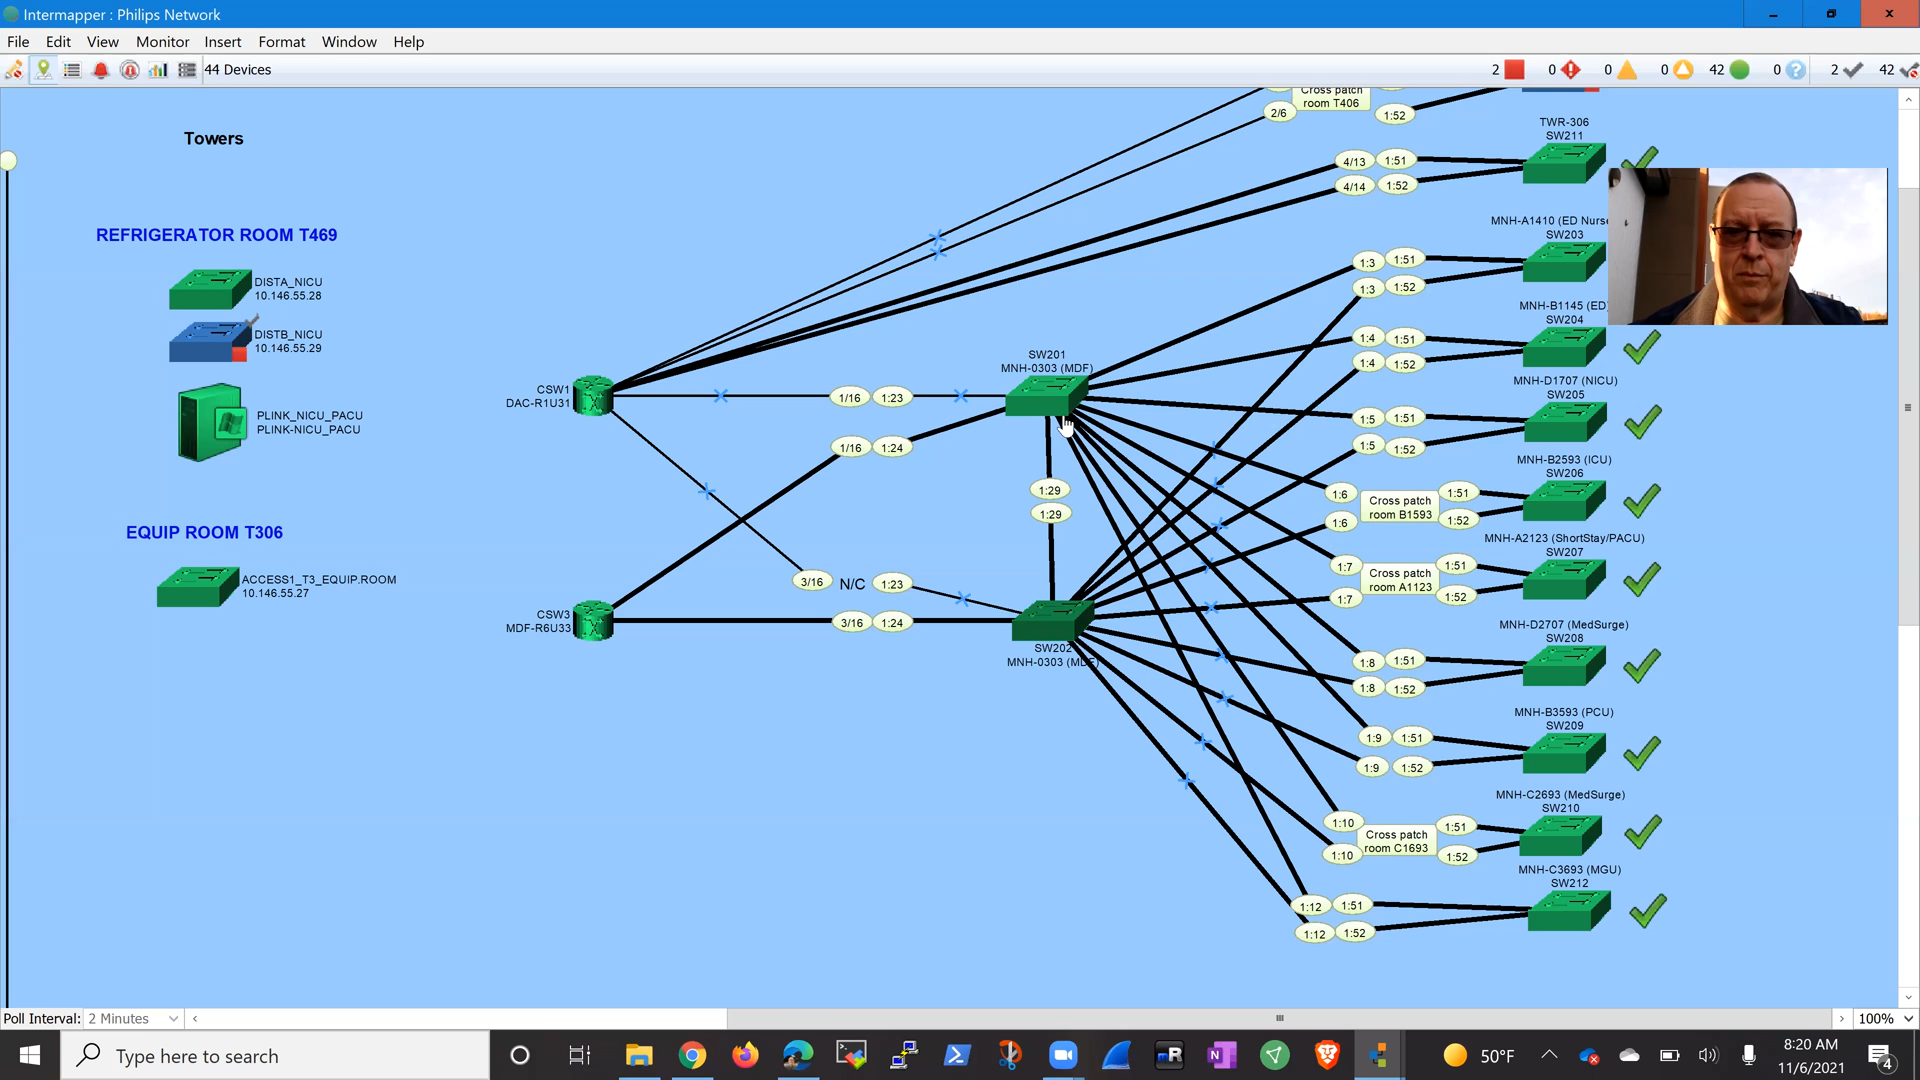 Intermapper : Philips Network
File Edit View Monitor Insert Format Window Help
44 Devices
2 0 0 0 42 0 2 42
Towers
REFRIGERATOR ROOM T469
DISTA_NICU
10.146.55.28
DISTB_NICU
10.146.55.29
PLINK_NICU_PACU
PLINK-NICU_PACU
EQUIP ROOM T306
ACCESS1_T3_EQUIP.ROOM
10.146.55.27
CSW1
DAC-R1U31
CSW3
MDF-R6U33
1/16 1:23
1/16 1:24
3/16 N/C 1:23
3/16 1:24
SW201
MNH-0303 (MDF)
1:29
1:29
SW202
MNH-0303 (MDF)
Cross patch
room T406
2/6 1:52
TWR-306
SW211
4/13 1:51
4/14 1:52
MNH-A1410 (ED Nurse
SW203
1:3 1:51
1:3 1:52
MNH-B1145 (ED)
SW204
1:4 1:51
1:4 1:52
MNH-D1707 (NICU)
SW205
1:5 1:51
1:5 1:52
MNH-B2593 (ICU)
SW206
1:6 1:51
Cross patch
room B1593
1:6 1:52
MNH-A2123 (ShortStay/PACU)
SW207
1:7 1:51
Cross patch
room A1123
1:7 1:52
MNH-D2707 (MedSurge)
SW208
1:8 1:51
1:8 1:52
MNH-B3593 (PCU)
SW209
1:9 1:51
1:9 1:52
MNH-C2693 (MedSurge)
SW210
1:10 1:51
Cross patch
room C1693
1:10 1:52
MNH-C3693 (MGU)
SW212
1:12 1:51
1:12 1:52
Poll Interval: 2 Minutes
100%
Type here to search
50°F
8:20 AM
11/6/2021
4